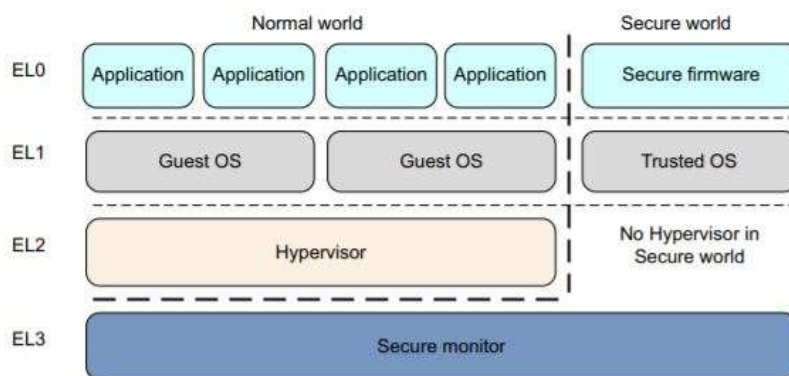 Normal world Secure world
EL0 Application Application Application Application Secure firmware
EL1 Guest OS Guest OS Trusted OS
EL2 Hypervisor No Hypervisor in
Secure world
EL3 Secure monitor